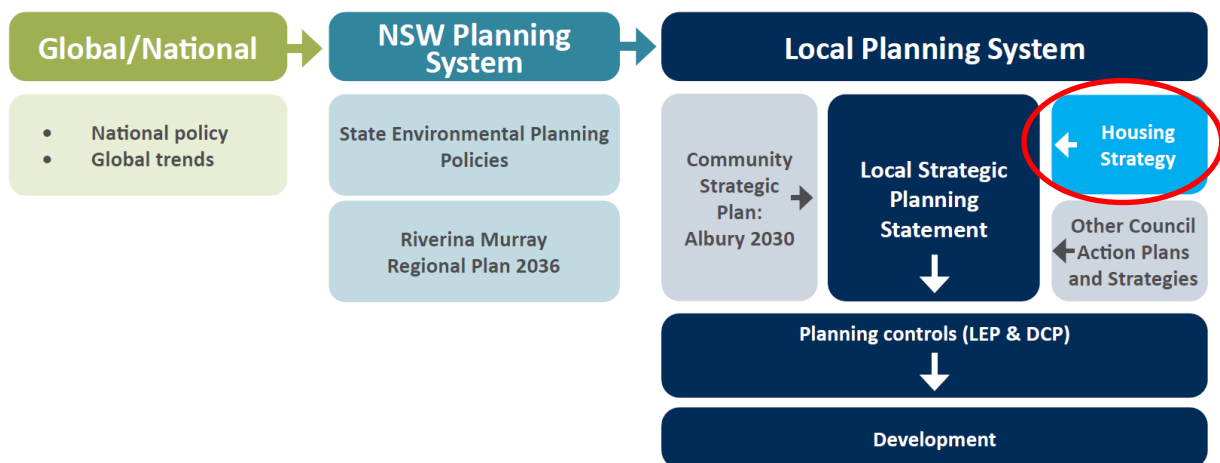 Global/National
NSW Planning
System
Local Planning System
• National policy
• Global trends
State Environmental Planning
Policies
Riverina Murray
Regional Plan 2036
Community
Strategic
Plan:
Albury 2030
Local Strategic
Planning
Statement
Housing
Strategy
Other Council
Action Plans
and Strategies
Planning controls (LEP & DCP)
Development